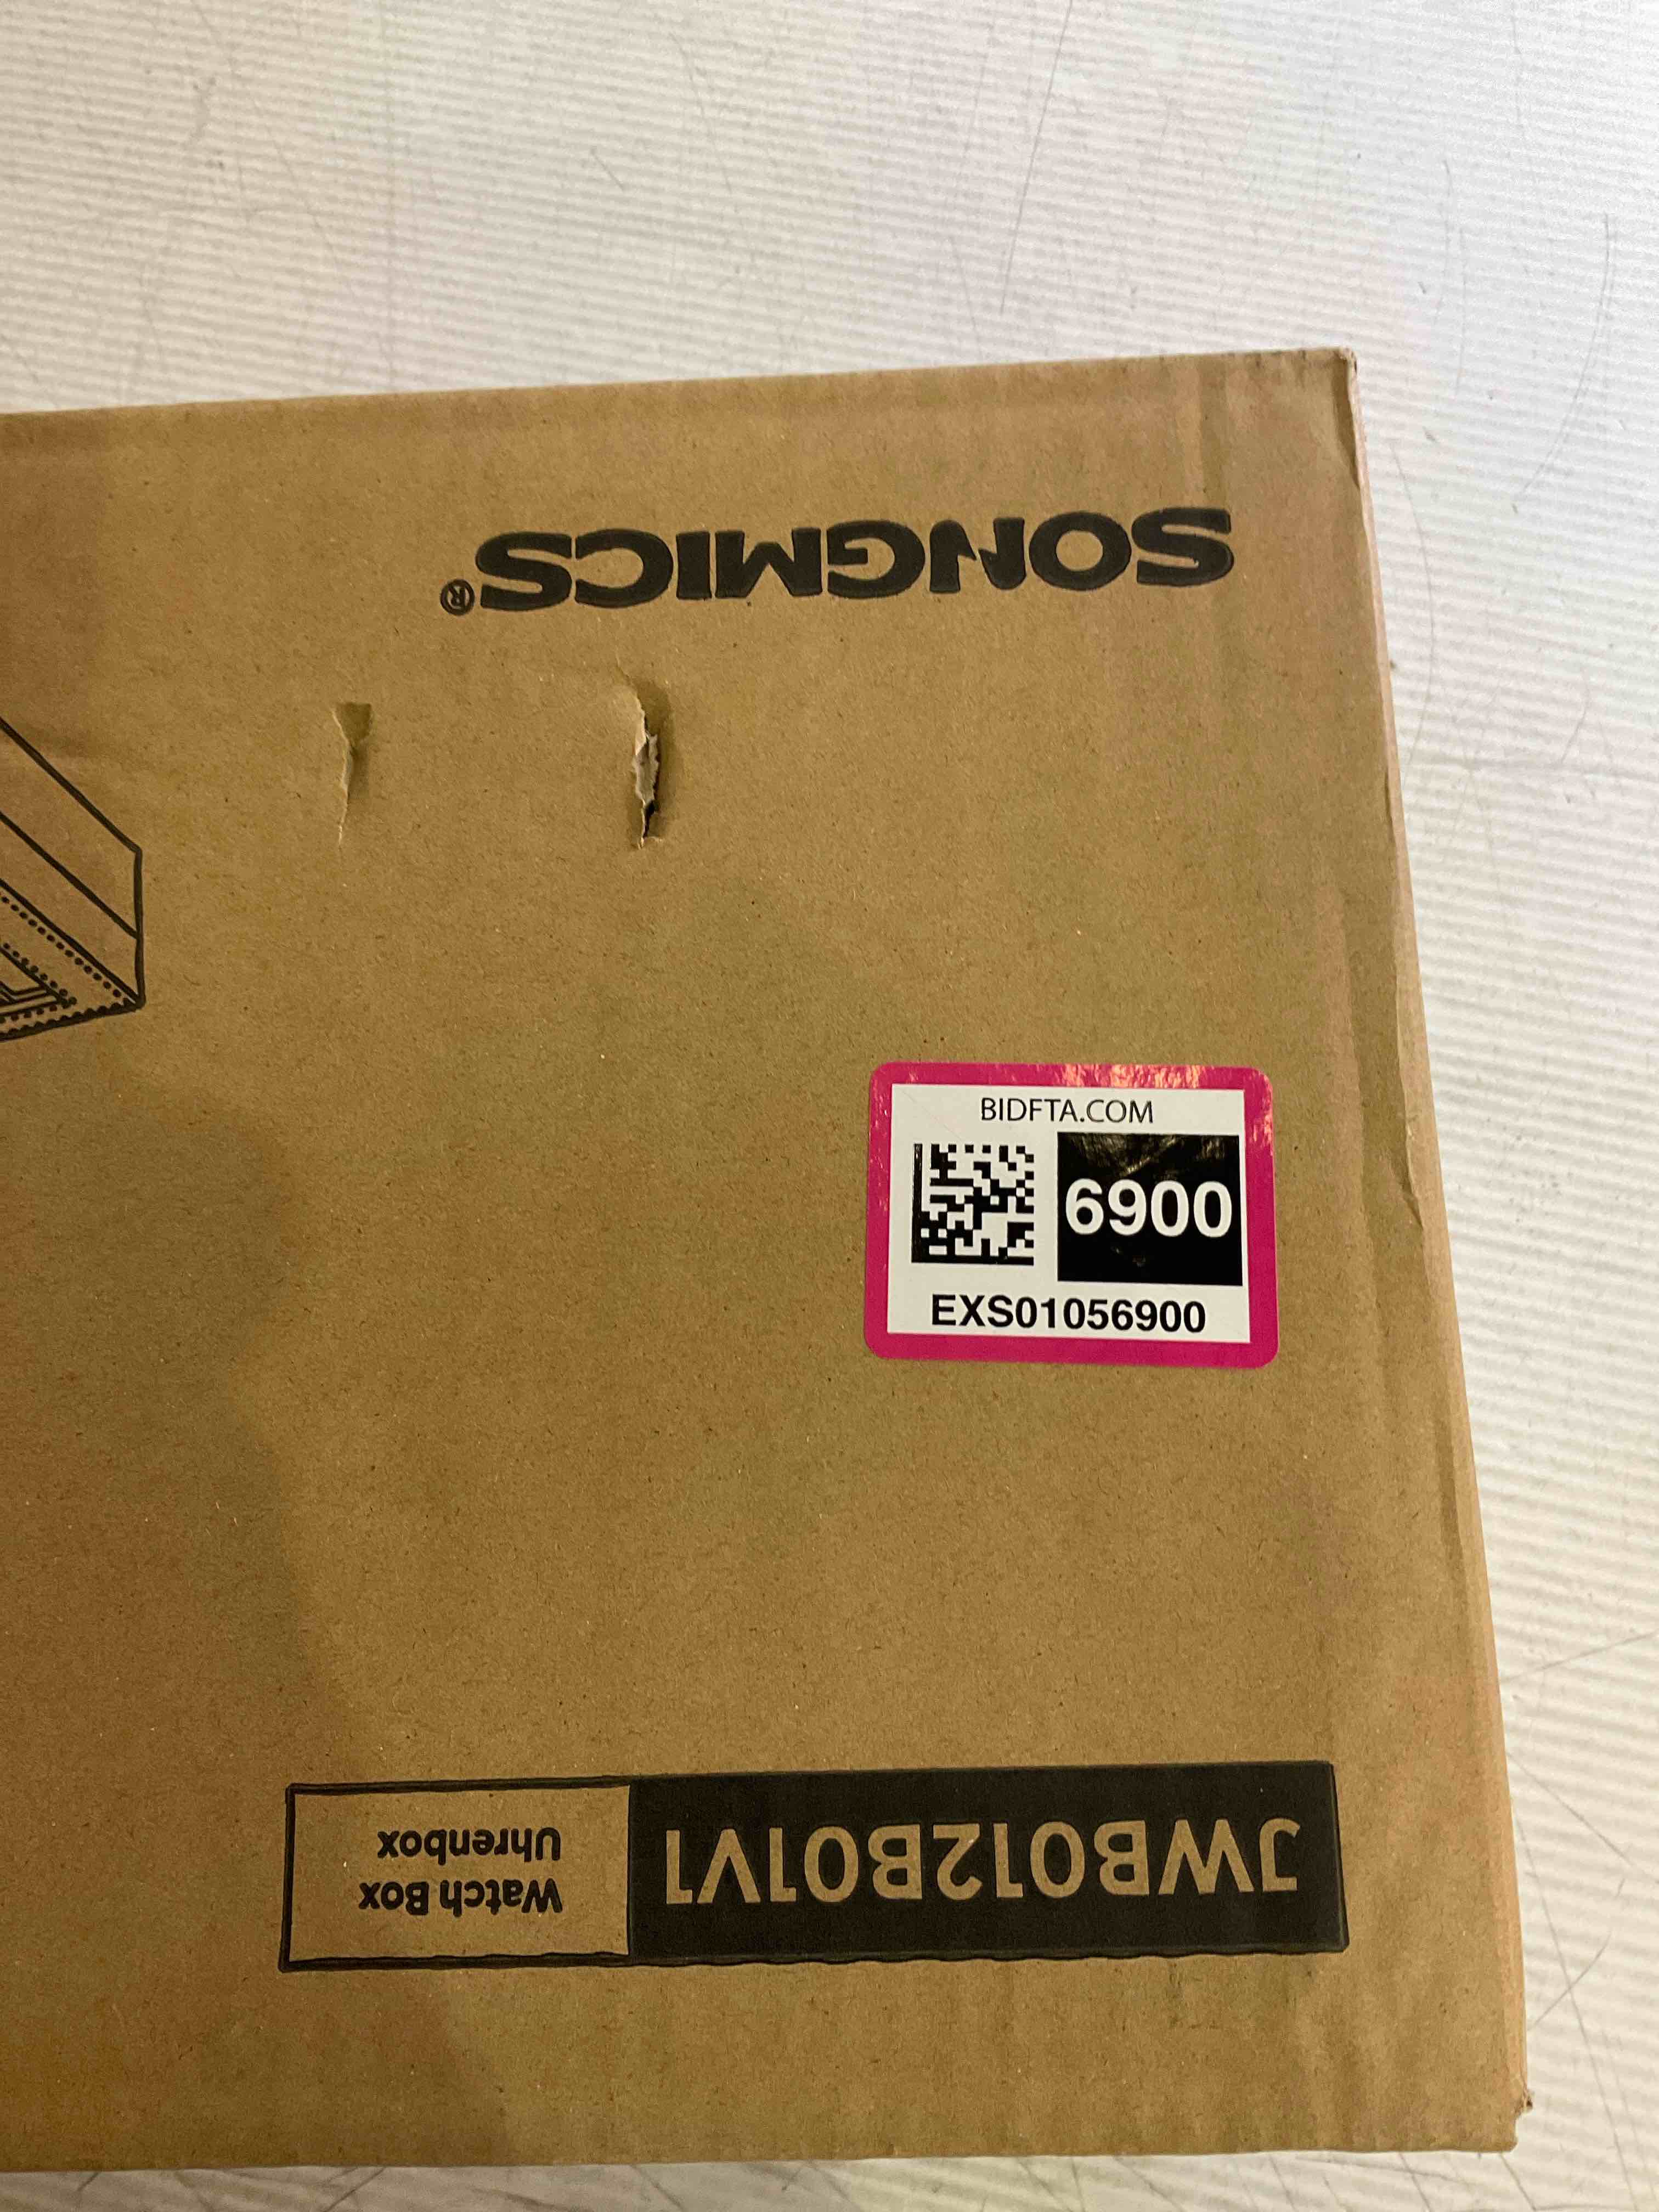 SONGMICS®
BIDFTA.COM
6900
EXS01056900
JWB012B01V1
Watch Box
Uhrenbox